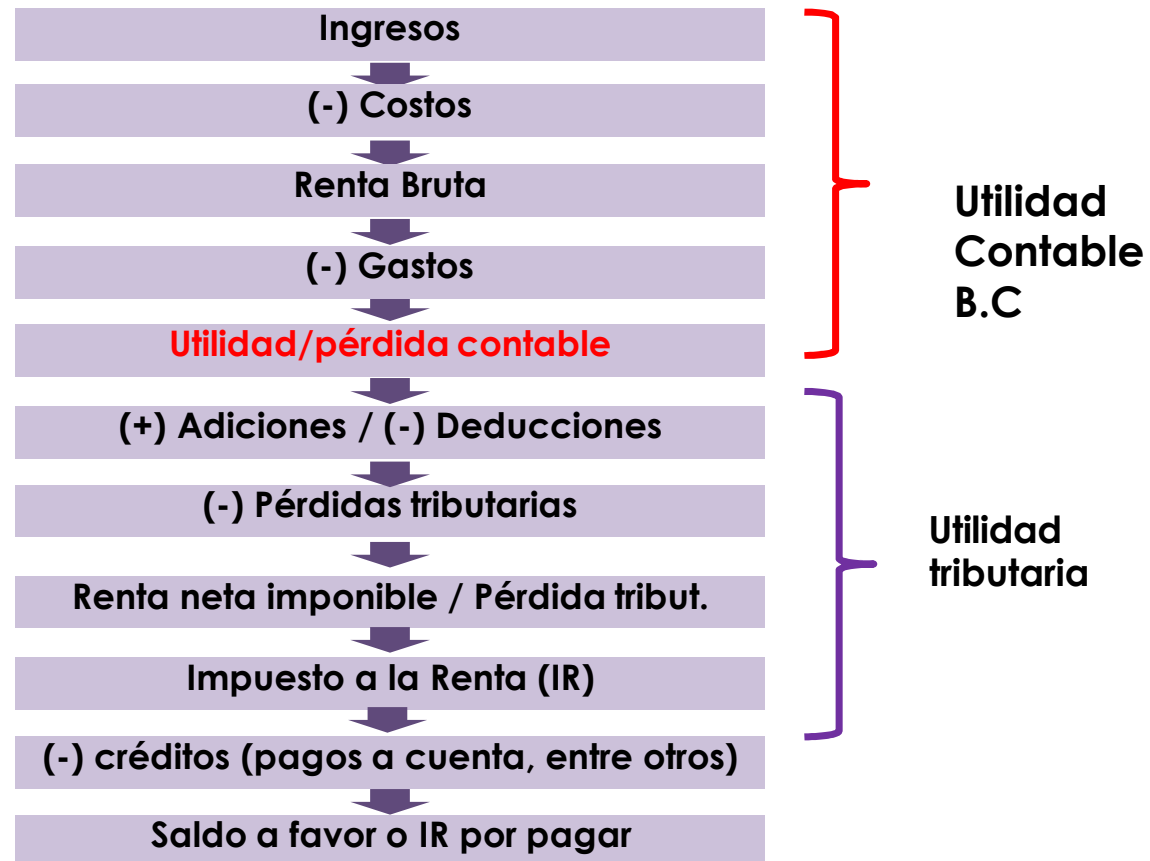 Ingresos
(-) Costos
Renta Bruta
(-) Gastos
Utilidad/pérdida contable
(+) Adiciones / (-) Deducciones
(-) Pérdidas tributarias
Renta neta imponible / Pérdida tribut.
Impuesto a la Renta (IR)
(-) créditos (pagos a cuenta, entre otros)
Saldo a favor o IR por pagar
Utilidad
Contable
B.C
Utilidad
tributaria